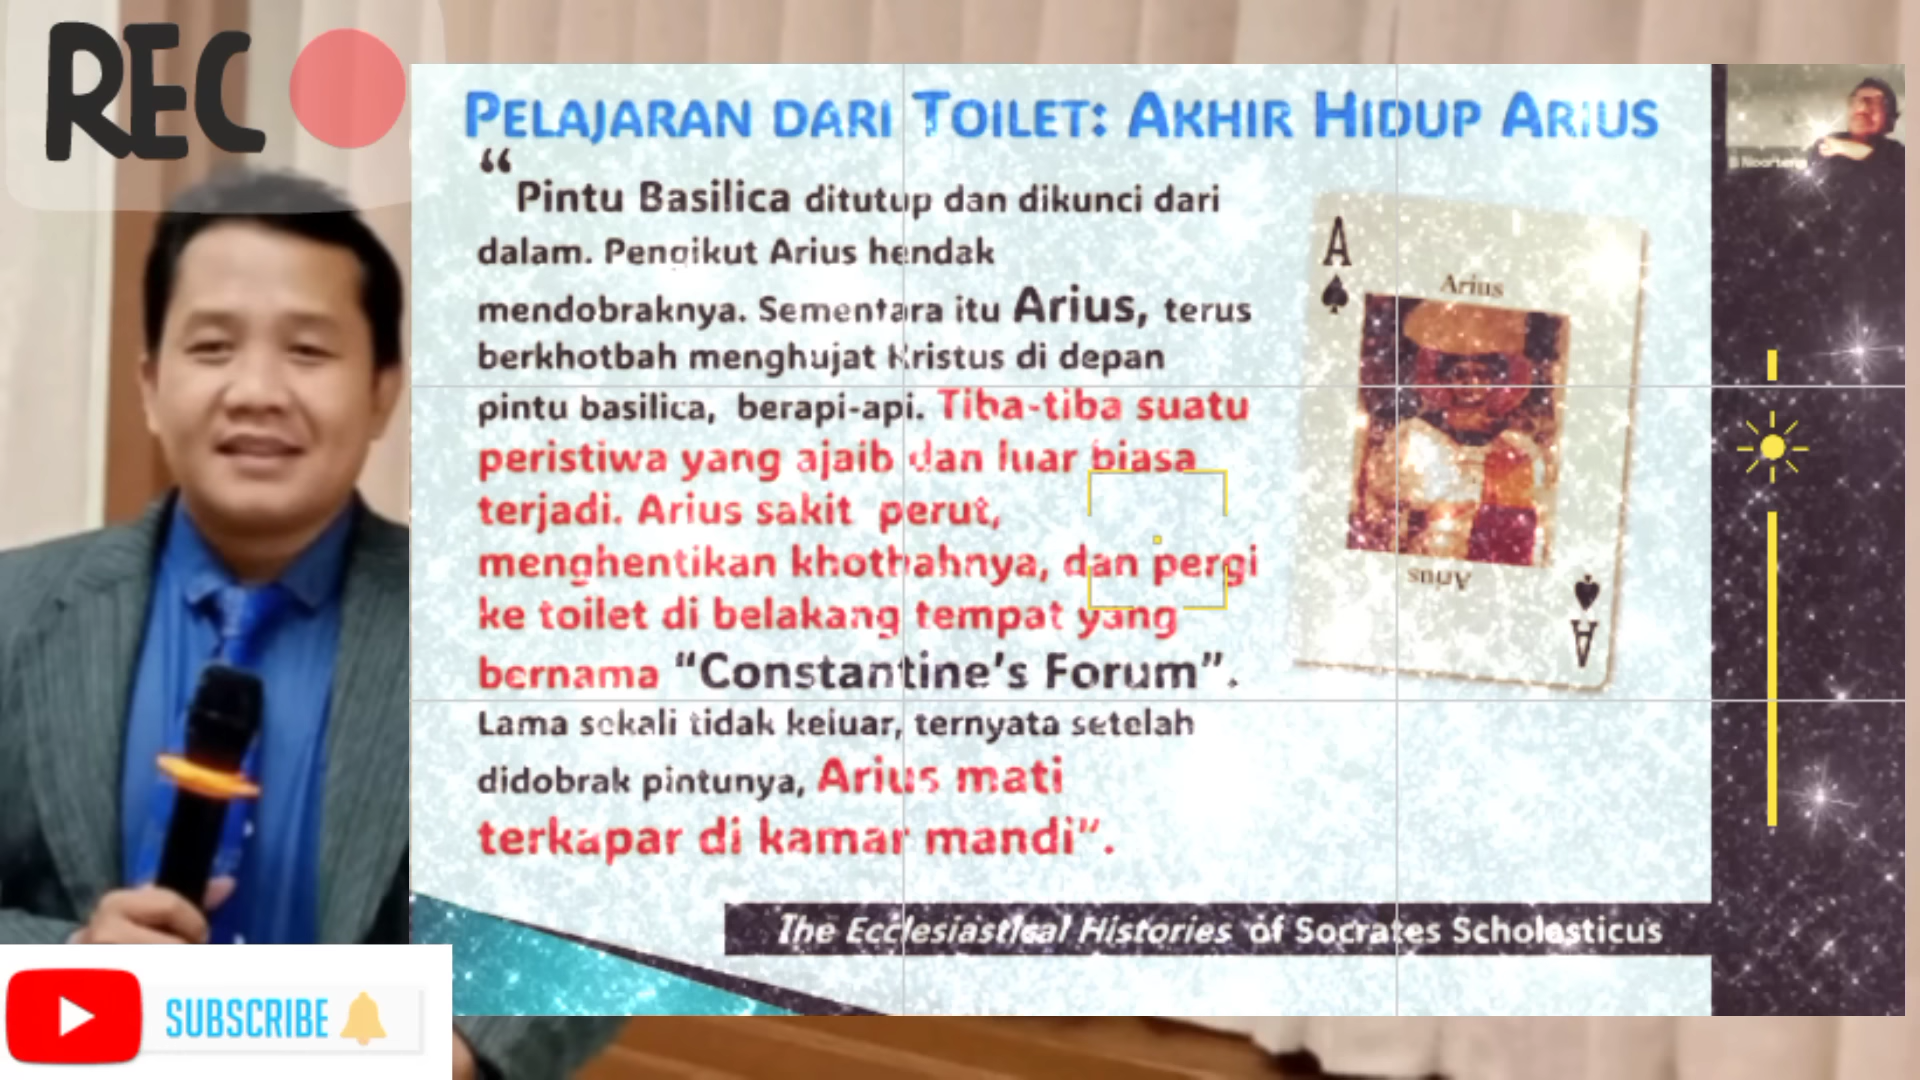 REC
PELAJARAN DARI TOILET: AKHIR HIDUP ARIUS
“Pintu Basilica ditutup dan dikunci dari
dalam. Pengikut Arius hendak
mendobraknya. Sementara itu Arius, terus
berkhotbah menghujat Kristus di depan
pintu basilica, berapi-api. Tiba-tiba suatu
peristiwa yang ajaib dan luar biasa
terjadi. Arius sakit perut,
menghentikan khotbahnya, dan pergi
ke toilet di belakang tempat yang
bernama “Constantine’s Forum”.
Lama sekali tidak keluar, ternyata setelah
didobrak pintunya, Arius mati
terkapar di kamar mandi”.
A
Arius
Arius
A
The Ecclesiastical Histories of Socrates Scholasticus
SUBSCRIBE